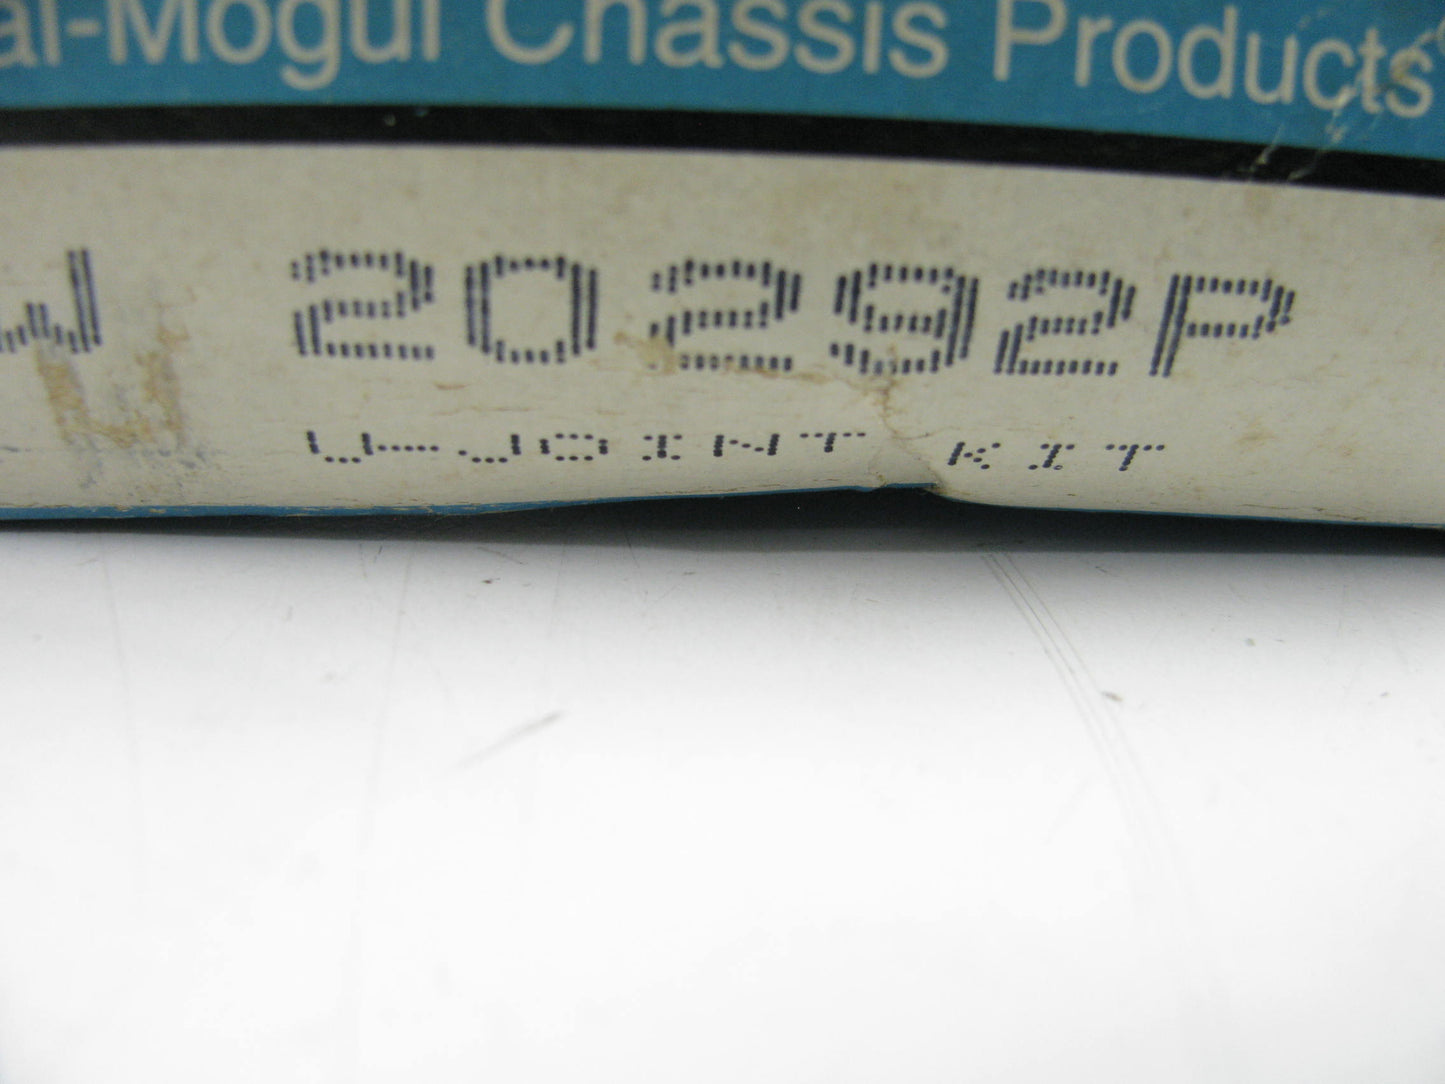 al-Mogul Chassis Products
W 20292P
U-JOINT KIT